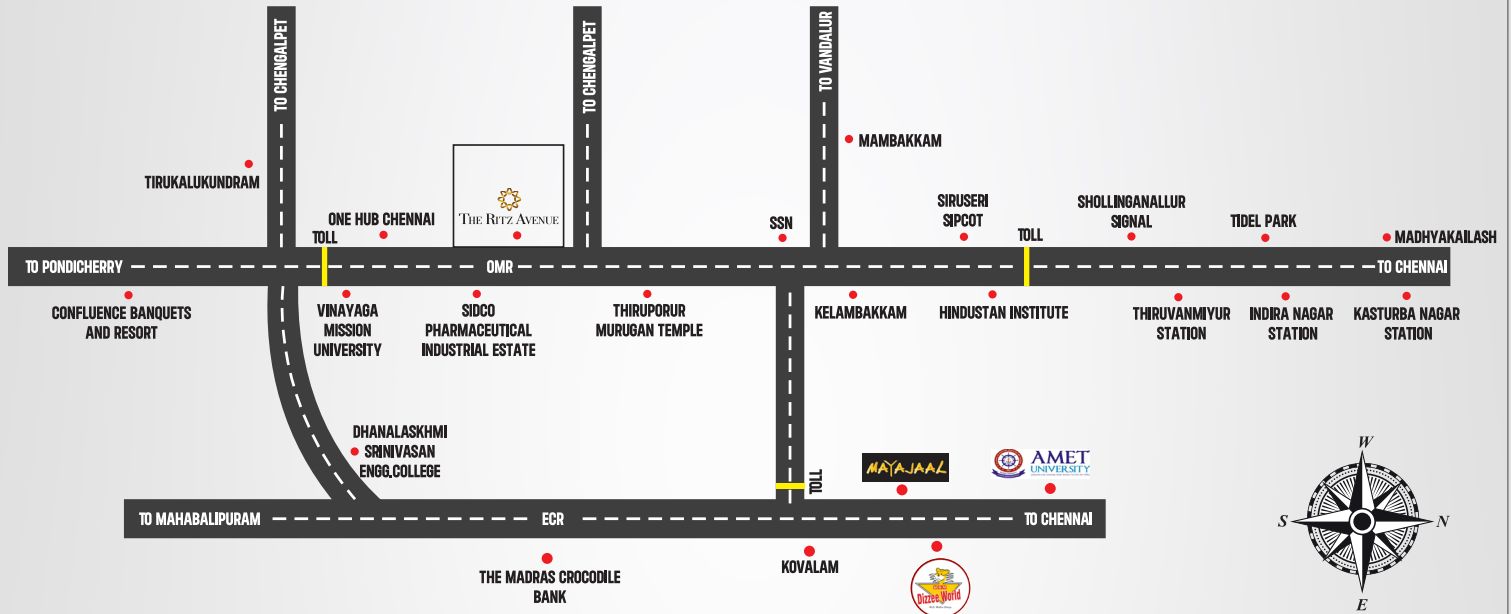 TO CHENGALPET
TO CHENGALPET
TO VANDALUR
MAMBAKKAM
TIRUKALUKUNDRAM
ONE HUB CHENNAI
THE RITZ AVENUE
TOLL
SSN
SIRUSERI
SIPCOT
TOLL
SHOLLINGANALLUR
SIGNAL
TIDEL PARK
MADHYAKAILASH
TO PONDICHERRY
OMR
TO CHENNAI
CONFLUENCE BANQUETS
AND RESORT
VINAYAGA
MISSION
UNIVERSITY
SIDCO
PHARMACEUTICAL
INDUSTRIAL ESTATE
THIRUPORUR
MURUGAN TEMPLE
KELAMBAKKAM
HINDUSTAN INSTITUTE
THIRUVANMIYUR
STATION
INDIRA NAGAR
STATION
KASTURBA NAGAR
STATION
DHANALASKHMI
SRINIVASAN
ENGG.COLLEGE
TOLL
MAYAJAAL
AMET
UNIVERSITY
TO MAHABALIPURAM
ECR
TO CHENNAI
THE MADRAS CROCODILE
BANK
KOVALAM
Dizzee World
W
S
N
E